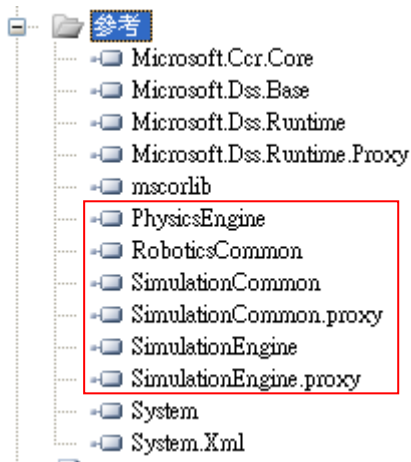 參考
Microsoft.Ccr.Core
Microsoft.Dss.Base
Microsoft.Dss.Runtime
Microsoft.Dss.Runtime.Proxy
mscorlib
PhysicsEngine
RoboticsCommon
SimulationCommon
SimulationCommon.proxy
SimulationEngine
SimulationEngine.proxy
System
System.Xml